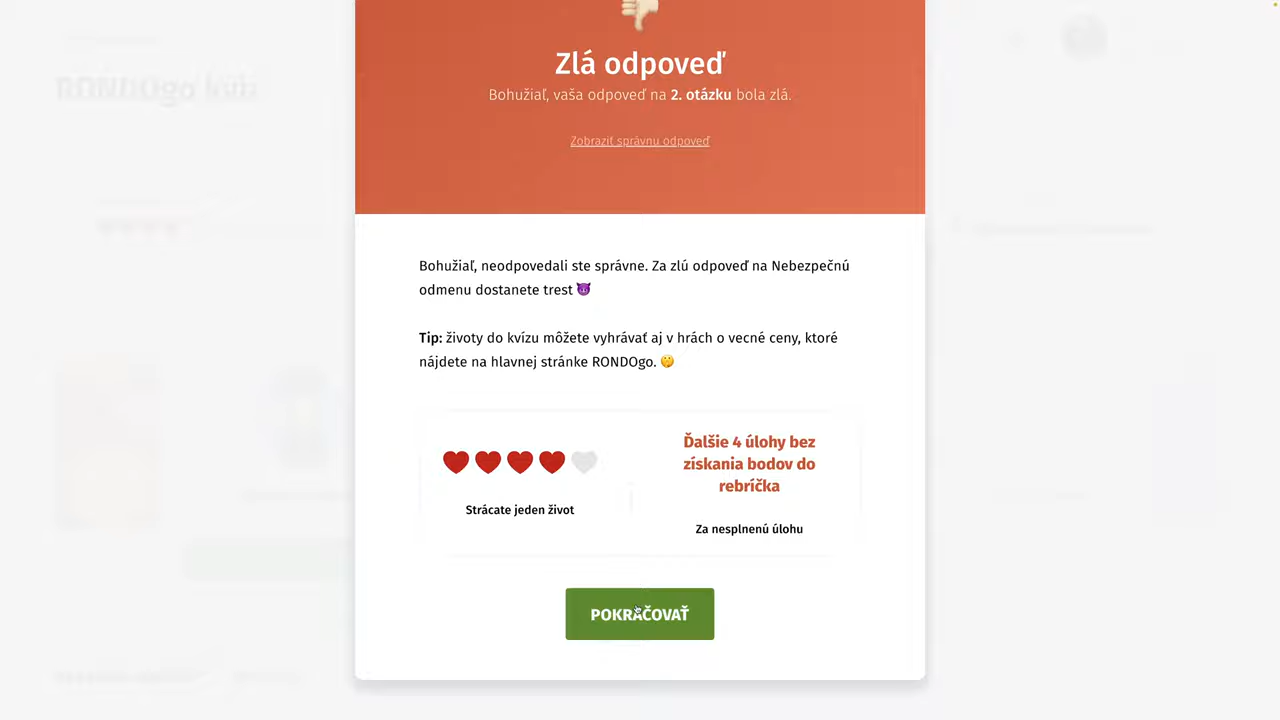 Zlá odpoveď
Bohužiaľ, vaša odpoveď na 2. otázku bola zlá.
Zobraziť správnu odpoveď
Bohužiaľ, neodpovedali ste správne. Za zlú odpoveď na Nebezpečnú
odmenu dostanete trest 😈
Tip: životy do kvízu môžete vyhrávať aj v hrách o vecné ceny, ktoré
nájdete na hlavnej stránke RONDOgo. 🤫
Strácate jeden život
Ďalšie 4 úlohy bez
získania bodov do
rebríčka
Za nesplnenú úlohu
POKRAČOVAŤ